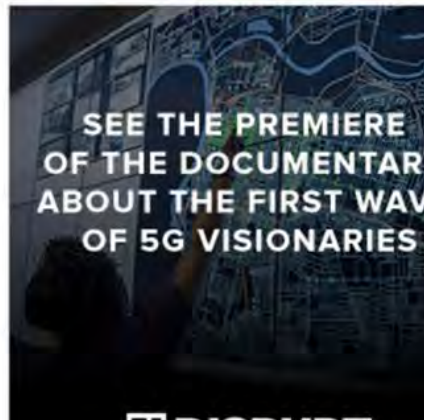 SEE THE PREMIERE
OF THE DOCUMENTAR
ABOUT THE FIRST WAV
OF 5G VISIONARIES